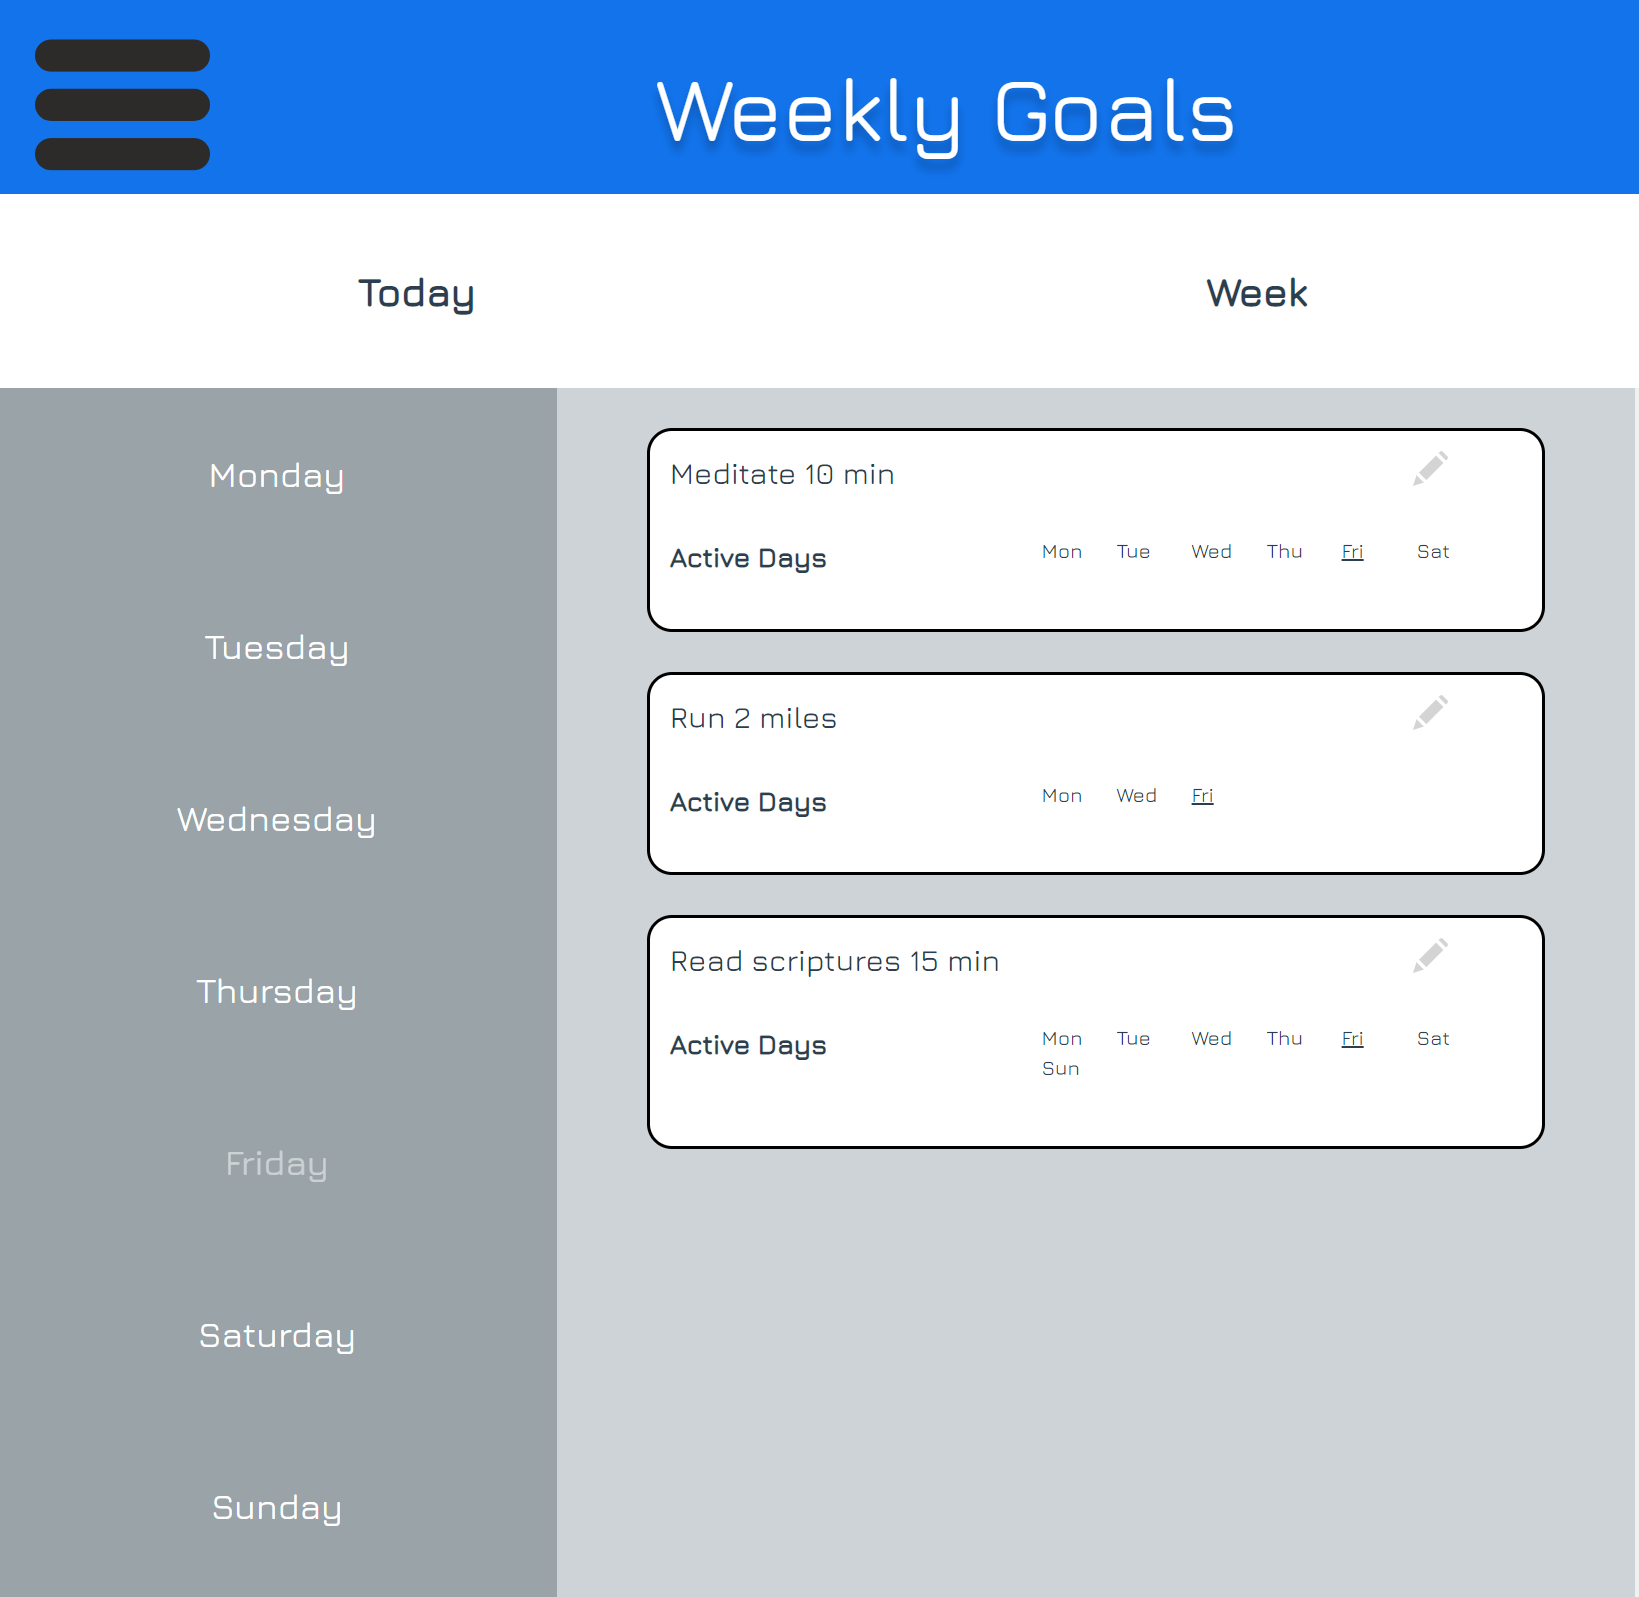 Weekly Goals
Today Week
Monday
Tuesday
Wednesday
Thursday
Friday
Saturday
Sunday
Meditate 10 min
Active Days Mon Tue Wed Thu Fri Sat
Run 2 miles
Active Days Mon Wed Fri
Read scriptures 15 min
Active Days Mon Tue Wed Thu Fri Sat
Sun